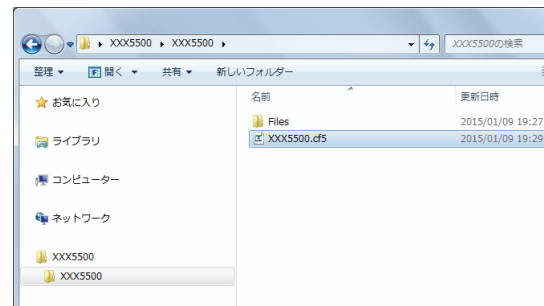 XXX5500 XXX5500 XXX5500の検索
整理 開く 共有 新しいフォルダー
名前 更新日時
お気に入り
Files 2015/01/09 19:27
XXX5500.cf5 2015/01/09 19:29
ライブラリ
コンピューター
ネットワーク
XXX5500
XXX5500